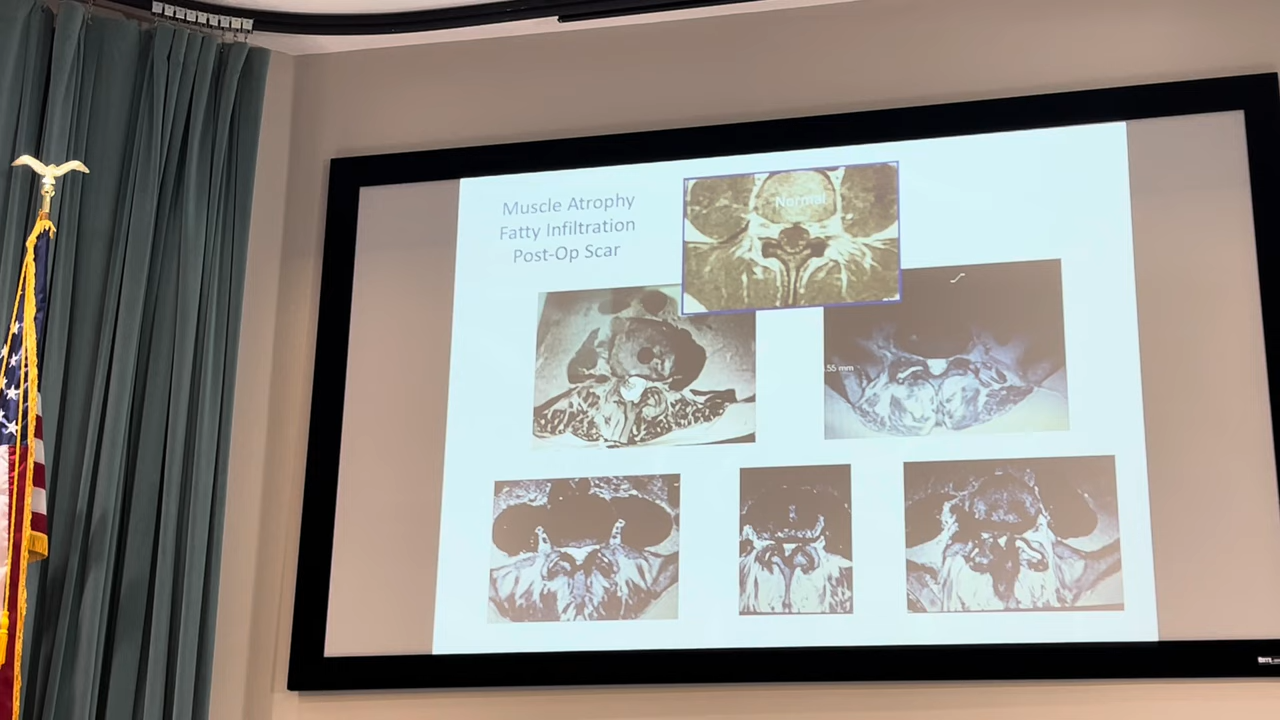 Muscle Atrophy
Fatty Infiltration
Post-Op Scar
Normal
.55 mm